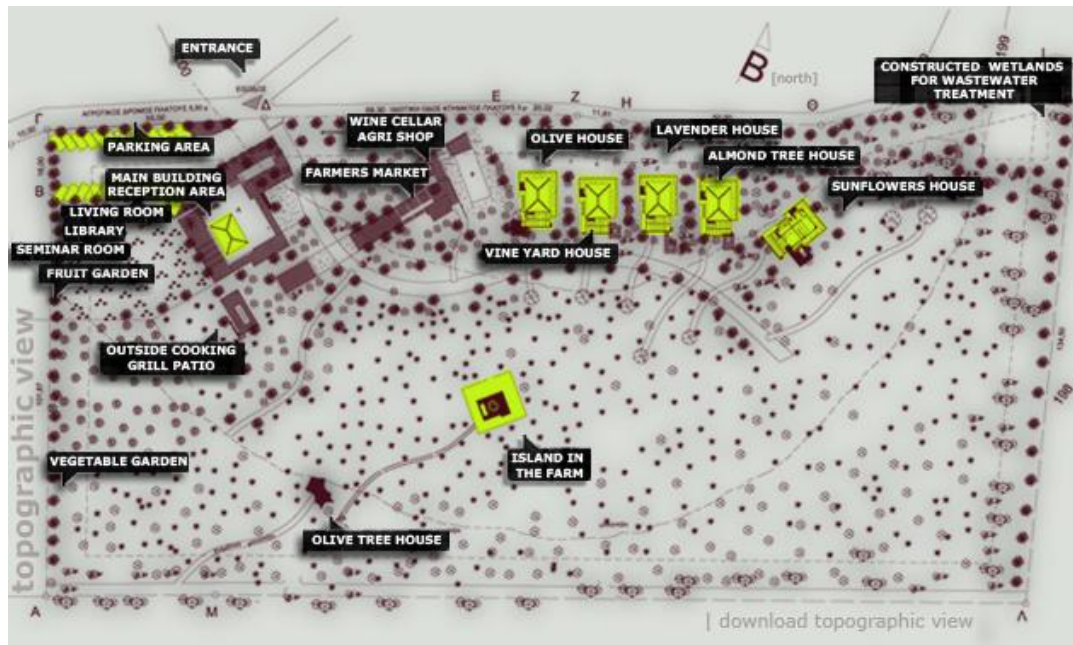 ENTRANCE
199
B [north]
CONSTRUCTED WETLANDS
FOR WASTEWATER
TREATMENT
Γ
Δ
E
Z
H
Θ
WINE CELLAR
AGRI SHOP
OLIVE HOUSE
LAVENDER HOUSE
PARKING AREA
ALMOND TREE HOUSE
MAIN BUILDING
RECEPTION AREA
FARMERS MARKET
SUNFLOWERS HOUSE
B
LIVING ROOM
LIBRARY
SEMINAR ROOM
VINE YARD HOUSE
FRUIT GARDEN
OUTSIDE COOKING
GRILL PATIO
198
topographic view
VEGETABLE GARDEN
ISLAND IN
THE FARM
OLIVE TREE HOUSE
A
M
Λ
| download topographic view